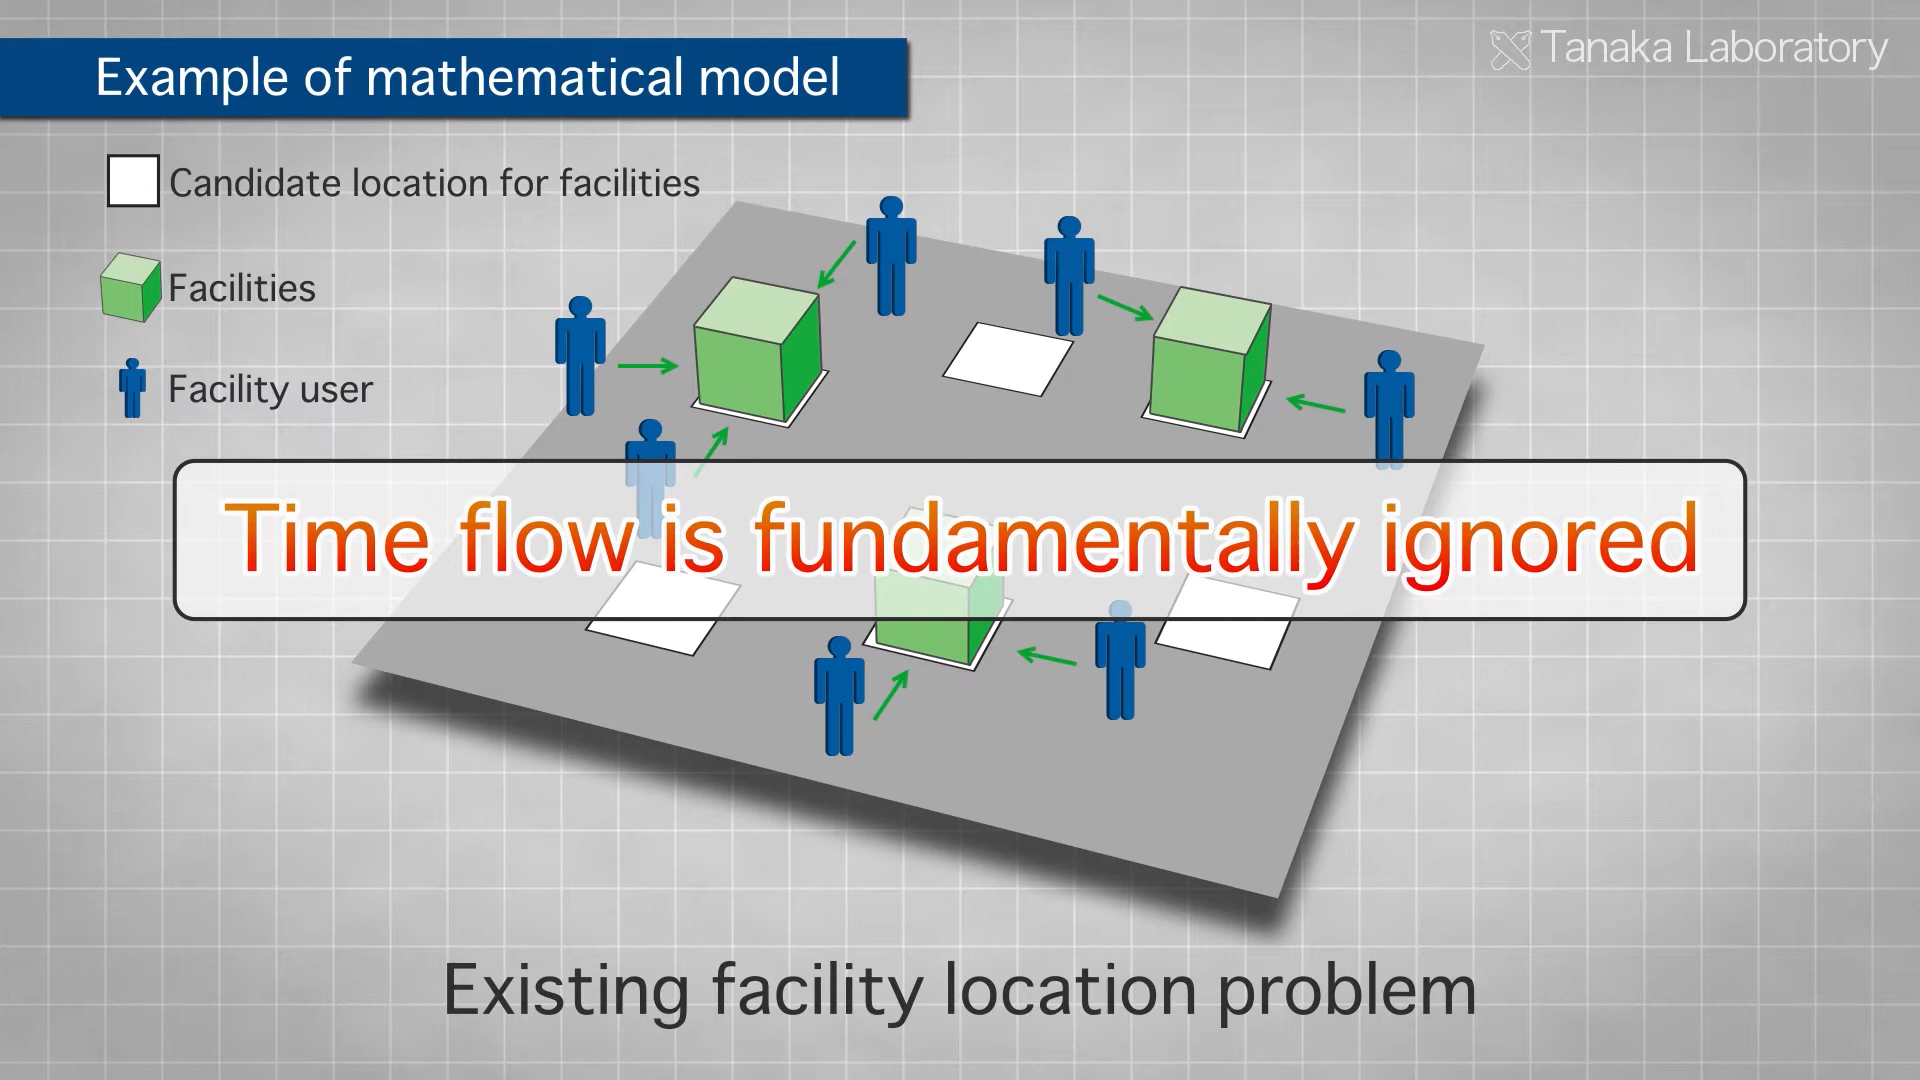 Example of mathematical model
Tanaka Laboratory
Candidate location for facilities
Facilities
Facility user
Time flow is fundamentally ignored
Existing facility location problem